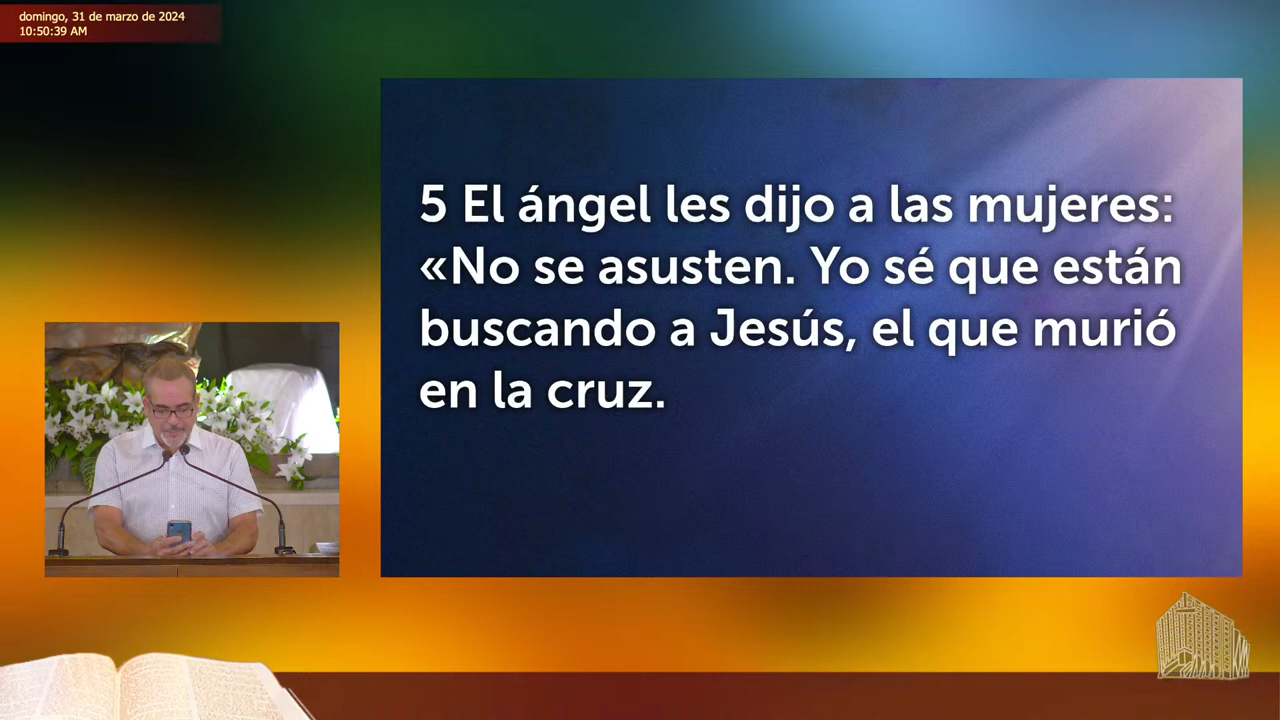 domingo, 31 de marzo de 2024
10:50:39 AM
5 El ángel les dijo a las mujeres:
«No se asusten. Yo sé que están
buscando a Jesús, el que murió
en la cruz.